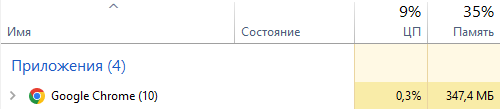 9% 35%
Имя Состояние ЦП Память
Приложения (4)
Google Chrome (10) 0,3% 347,4 МБ